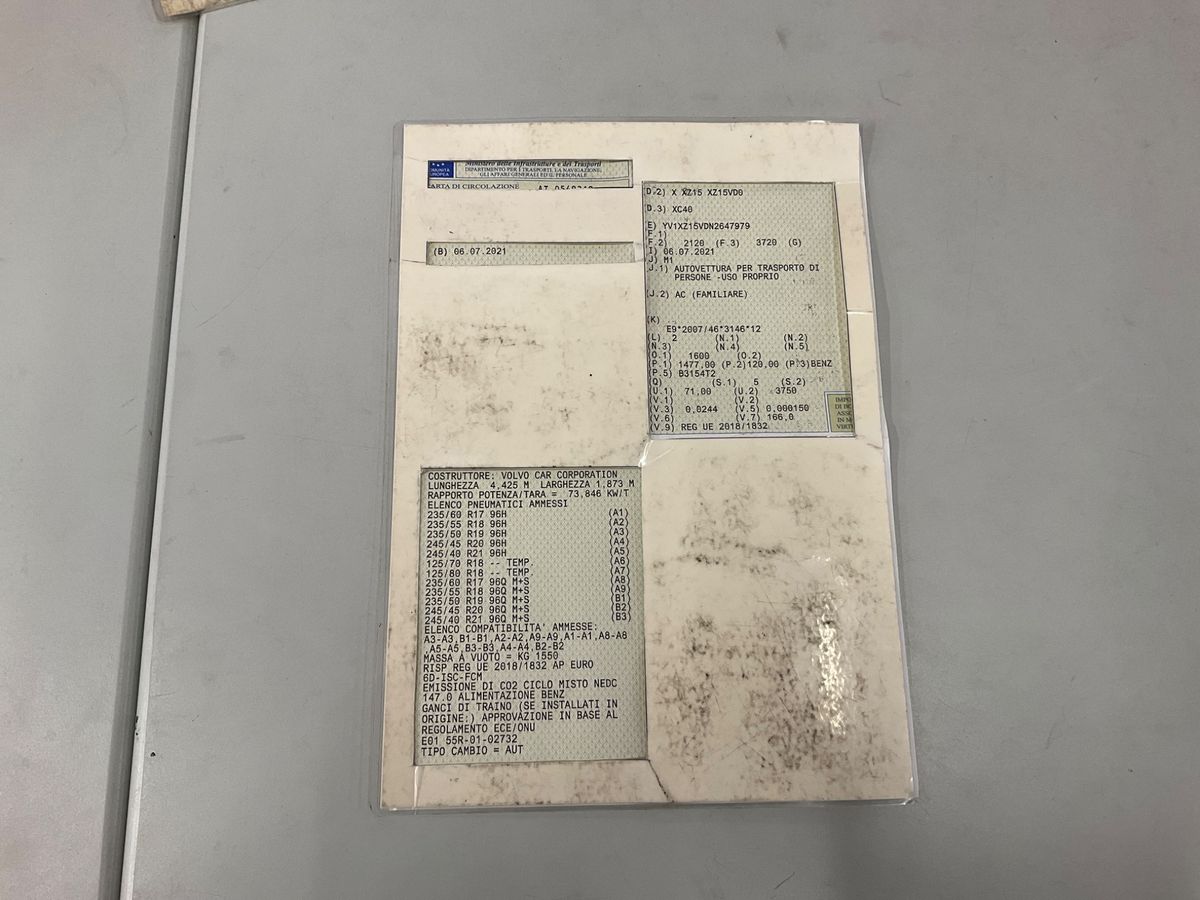 MUNITÀ
UROPEA
Ministero delle Infrastrutture e dei Trasporti
DIPARTIMENTO PER I TRASPORTI, LA NAVIGAZIONE,
GLI AFFARI GENERALI ED IL PERSONALE
ARTA DI CIRCOLAZIONE
(B) 06.07.2021
D.2) X XZ15 XZ15VD0
D.3) XC40
E) YV1XZ15VDN2647979
F.1)
F.2) 2120 (F.3) 3720 (G)
I) 06.07.2021
J) M1
J.1) AUTOVETTURA PER TRASPORTO DI
PERSONE -USO PROPRIO
(J.2) AC (FAMILIARE)
(K)
E9*2007/46*3146*12
(L) 2 (N.1) (N.2)
(N.3) (N.4) (N.5)
(O.1) 1600 (O.2)
(P.1) 1477,00 (P.2)120,00 (P.3)BENZ
(P.5) B3154T2
(Q) (S.1) 5 (S.2)
(U.1) 71,00 (U.2) 3750
(V.1) (V.2)
(V.3) 0,0244 (V.5) 0,000150
(V.6) (V.7) 166,0
(V.9) REG UE 2018/1832
IMPO
DI BO
ASSO
IN M
VIRT
COSTRUTTORE: VOLVO CAR CORPORATION
LUNGHEZZA 4,425 M LARGHEZZA 1,873 M
RAPPORTO POTENZA/TARA = 73,846 KW/T
ELENCO PNEUMATICI AMMESSI
235/60 R17 96H (A1)
235/55 R18 96H (A2)
235/50 R19 96H (A3)
245/45 R20 96H (A4)
245/40 R21 96H (A5)
125/70 R18 -- TEMP. (A6)
125/80 R18 -- TEMP. (A7)
235/60 R17 96Q M+S (A8)
235/55 R18 96Q M+S (A9)
235/50 R19 96Q M+S (B1)
245/45 R20 96Q M+S (B2)
245/40 R21 96Q M+S (B3)
ELENCO COMPATIBILITA' AMMESSE:
A3-A3,B1-B1,A2-A2,A9-A9,A1-A1,A8-A8
,A5-A5,B3-B3,A4-A4,B2-B2
MASSA A VUOTO = KG 1550
RISP REG UE 2018/1832 AP EURO
6D-ISC-FCM
EMISSIONE DI CO2 CICLO MISTO NEDC
147.0 ALIMENTAZIONE BENZ
GANCI DI TRAINO (SE INSTALLATI IN
ORIGINE:) APPROVAZIONE IN BASE AL
REGOLAMENTO ECE/ONU
E01 55R-01-02732
TIPO CAMBIO = AUT